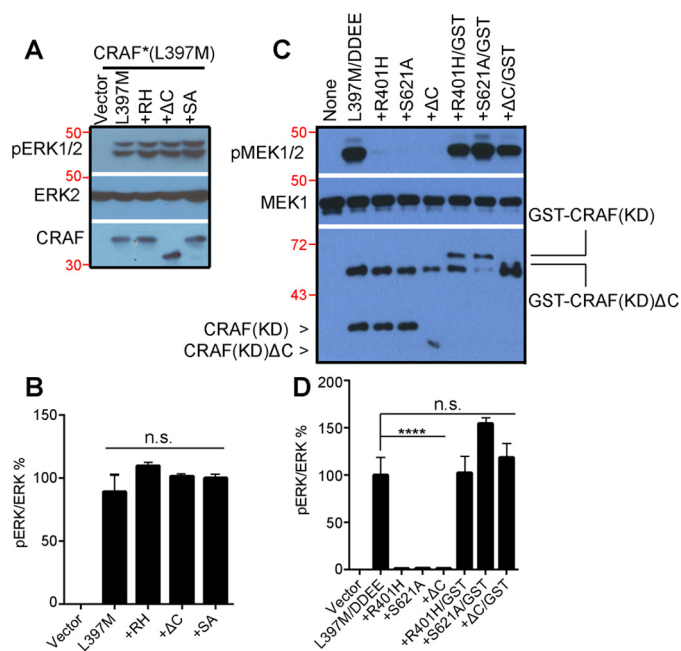 A
CRAF*(L397M)
Vector
L397M
+RH
+ΔC
+SA
50
pERK1/2
50
ERK2
CRAF
30
C
None
L397M/DDEE
+R401H
+S621A
+ΔC
+R401H/GST
+S621A/GST
+ΔC/GST
50
pMEK1/2
50
MEK1
72
43
GST-CRAF(KD)
GST-CRAF(KD)ΔC
CRAF(KD) >
CRAF(KD)ΔC >
B
pERK/ERK %
150
100
50
0
n.s.
Vector
L397M
+RH
+ΔC
+SA
D
pERK/ERK %
200
150
100
50
0
n.s.
****
Vector
L397M/DDEE
+R401H
+S621A
+ΔC
+R401H/GST
+S621A/GST
+ΔC/GST